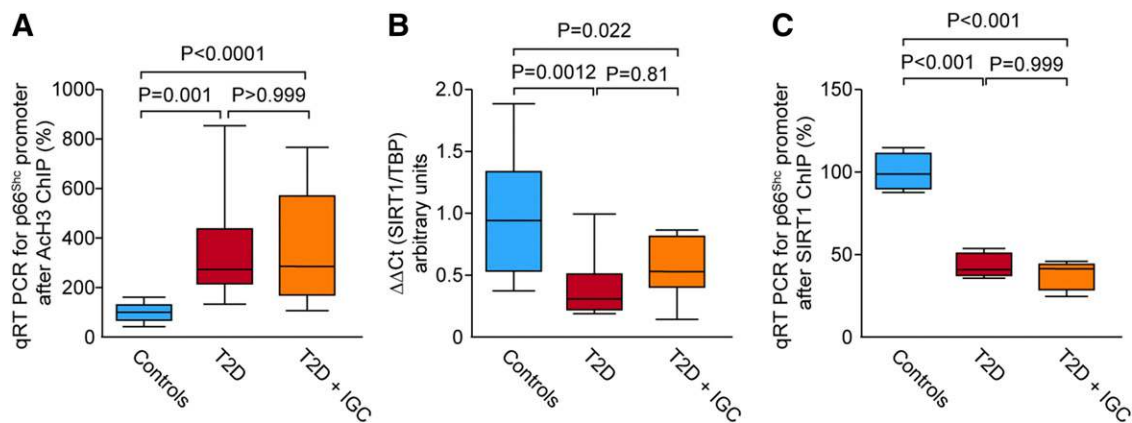 A
P<0.0001
P=0.001
P>0.999
qRT PCR for p66Shc promoter
after AcH3 ChIP (%)
1000
800
600
400
200
0
Controls
T2D
T2D + IGC
B
P=0.022
P=0.0012
P=0.81
ΔΔCt (SIRT1/TBP)
arbitrary units
2.0
1.5
1.0
0.5
0
Controls
T2D
T2D + IGC
C
P<0.001
P<0.001
P=0.999
qRT PCR for p66Shc promoter
after SIRT1 ChIP (%)
150
100
50
0
Controls
T2D
T2D + IGC